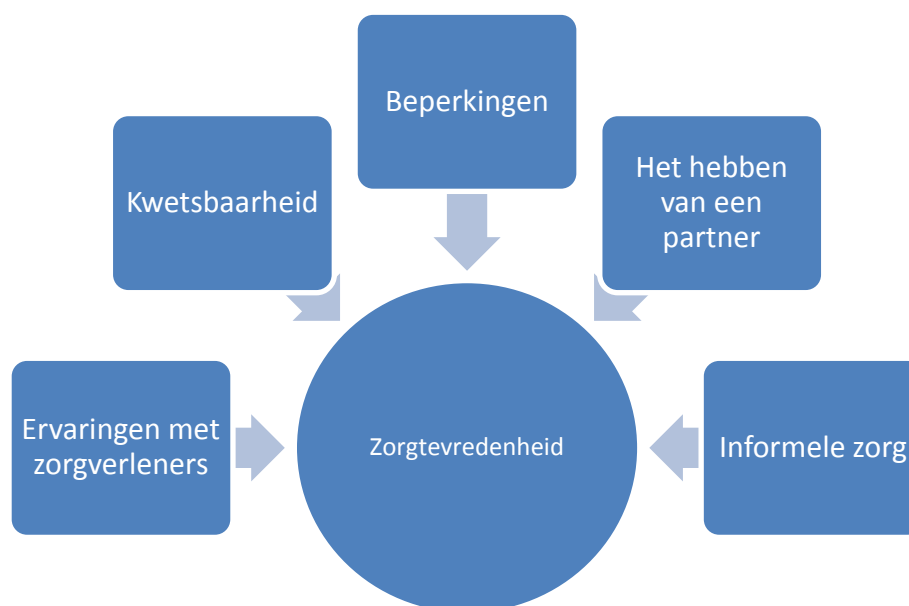 Beperkingen
Kwetsbaarheid
Het hebben
van een
partner
Ervaringen met
zorgverleners
Zorgtevredenheid
Informele zorg